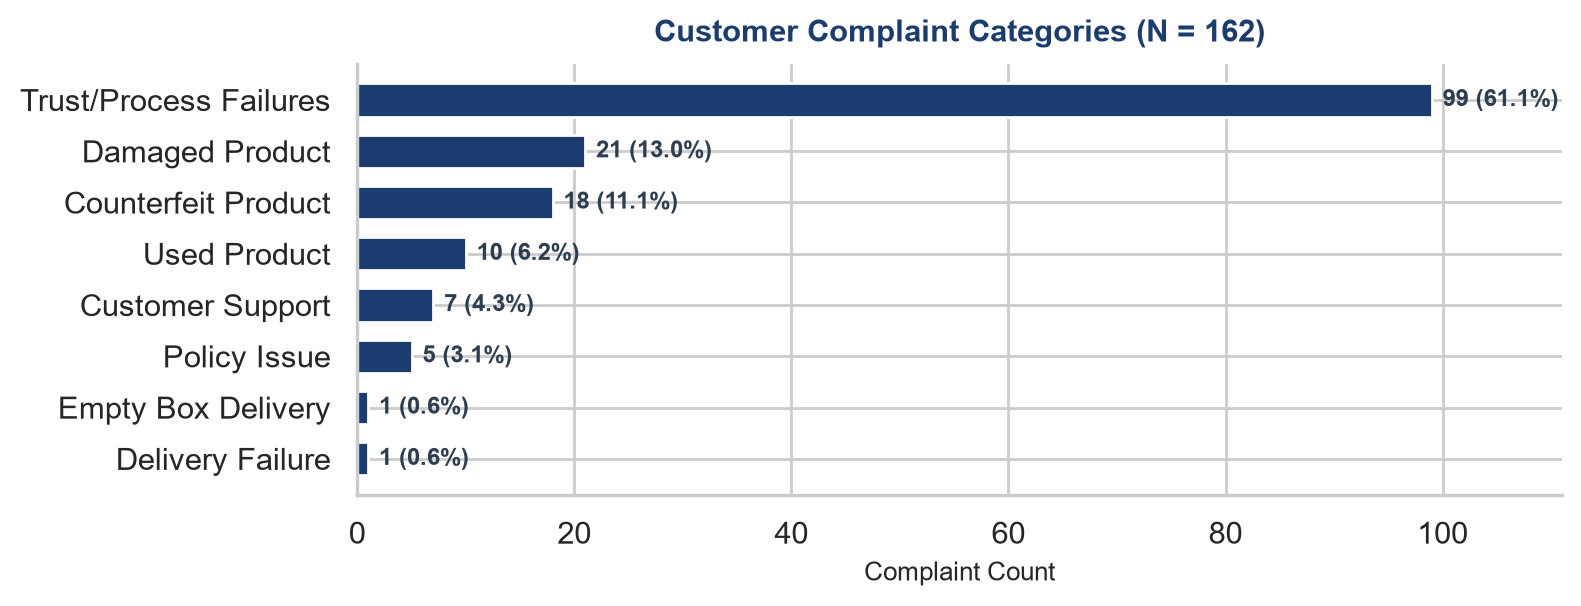 Customer Complaint Categories (N = 162)
Trust/Process Failures 99 (61.1%)
Damaged Product 21 (13.0%)
Counterfeit Product 18 (11.1%)
Used Product 10 (6.2%)
Customer Support 7 (4.3%)
Policy Issue 5 (3.1%)
Empty Box Delivery 1 (0.6%)
Delivery Failure 1 (0.6%)
0 20 40 60 80 100
Complaint Count